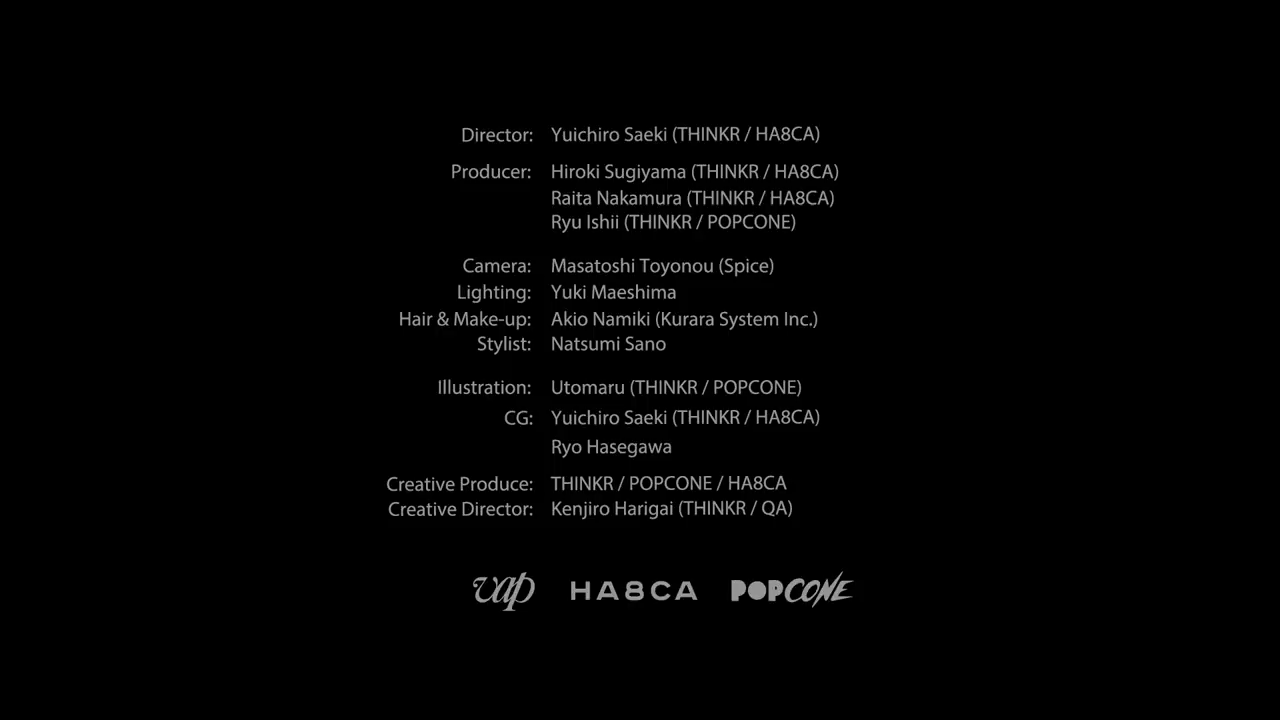 Director: Yuichiro Saeki (THINKR / HA8CA)
Producer: Hiroki Sugiyama (THINKR / HA8CA)
Raita Nakamura (THINKR / HA8CA)
Ryu Ishii (THINKR / POPCONE)
Camera: Masatoshi Toyonou (Spice)
Lighting: Yuki Maeshima
Hair & Make-up: Akio Namiki (Kurara System Inc.)
Stylist: Natsumi Sano
Illustration: Utomaru (THINKR / POPCONE)
CG: Yuichiro Saeki (THINKR / HA8CA)
Ryo Hasegawa
Creative Produce: THINKR / POPCONE / HA8CA
Creative Director: Kenjiro Harigai (THINKR / QA)
vap HA8CA POPCONE